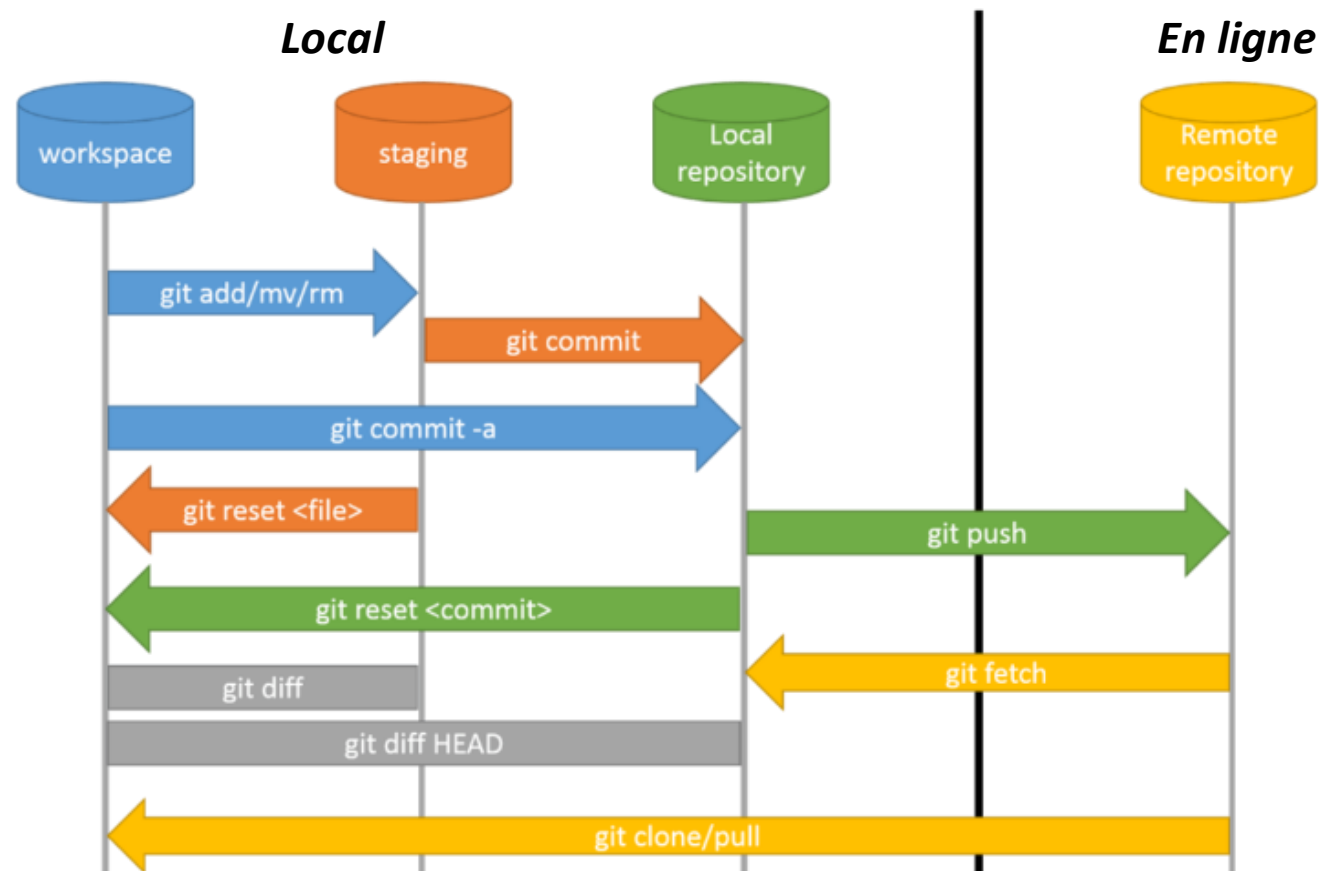 Local
En ligne
workspace
staging
Local
repository
Remote
repository
git add/mv/rm
git commit
git commit -a
git reset <file>
git push
git reset <commit>
git fetch
git diff
git diff HEAD
git clone/pull